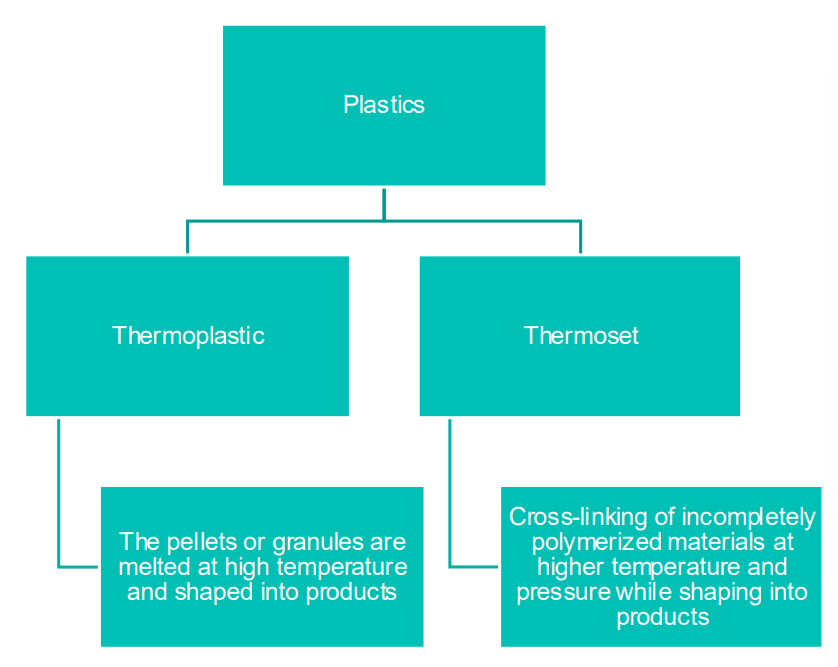 Plastics
Thermoplastic
Thermoset
The pellets or granules are
melted at high temperature
and shaped into products
Cross-linking of incompletely
polymerized materials at
higher temperature and
pressure while shaping into
products